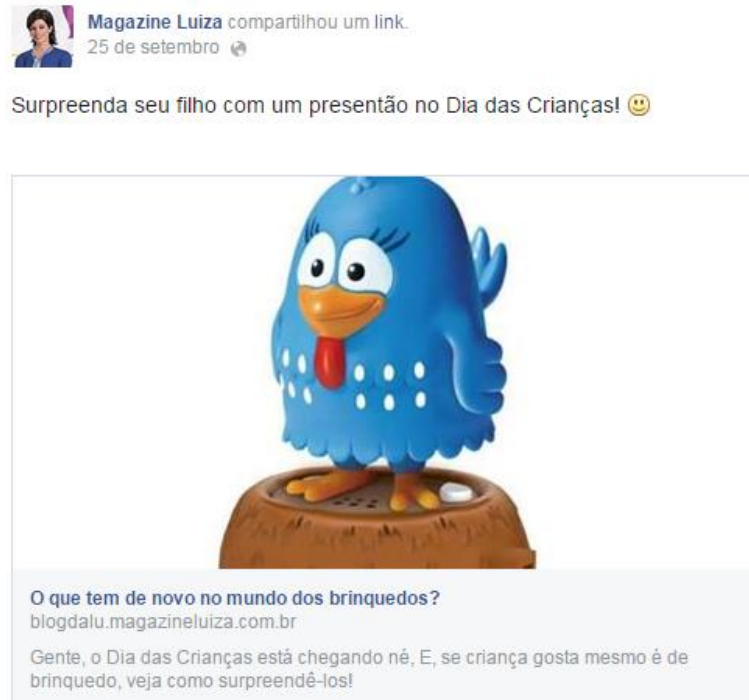 Magazine Luiza compartilhou um link.
25 de setembro
Surpreenda seu filho com um presentão no Dia das Crianças!
O que tem de novo no mundo dos brinquedos?
blogdalu.magazineluiza.com.br
Gente, o Dia das Crianças está chegando né, E, se criança gosta mesmo é de
brinquedo, veja como surpreendê-los!